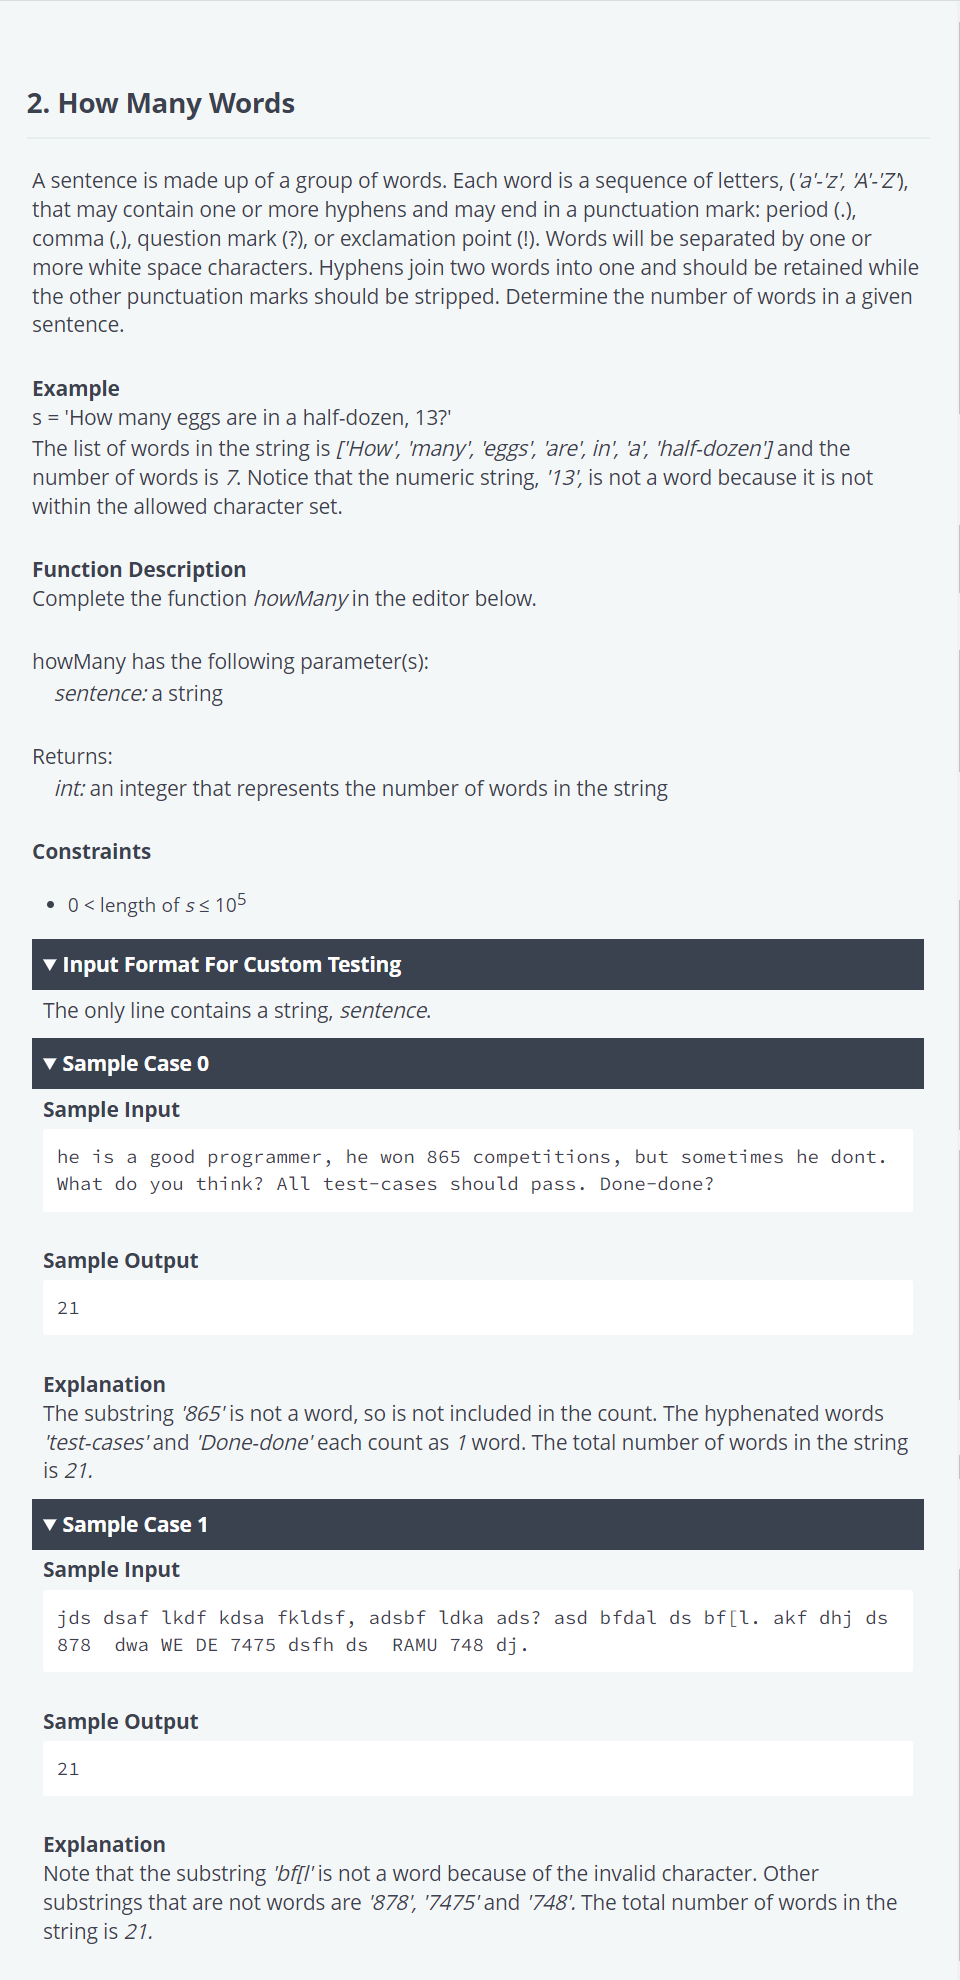 2. How Many Words
A sentence is made up of a group of words. Each word is a sequence of letters, ('a'-'z', 'A'-'Z'),
that may contain one or more hyphens and may end in a punctuation mark: period (.),
comma (,), question mark (?), or exclamation point (!). Words will be separated by one or
more white space characters. Hyphens join two words into one and should be retained while
the other punctuation marks should be stripped. Determine the number of words in a given
sentence.
Example
s = 'How many eggs are in a half-dozen, 13?'
The list of words in the string is ['How', 'many', 'eggs', 'are', in', 'a', 'half-dozen'] and the
number of words is 7. Notice that the numeric string, '13', is not a word because it is not
within the allowed character set.
Function Description
Complete the function howMany in the editor below.
howMany has the following parameter(s):
sentence: a string
Returns:
int: an integer that represents the number of words in the string
Constraints
• 0 < length of s ≤ 10⁵
▼ Input Format For Custom Testing
The only line contains a string, sentence.
▼ Sample Case 0
Sample Input
he is a good programmer, he won 865 competitions, but sometimes he dont.
What do you think? All test-cases should pass. Done-done?
Sample Output
21
Explanation
The substring '865' is not a word, so is not included in the count. The hyphenated words
'test-cases' and 'Done-done' each count as 1 word. The total number of words in the string
is 21.
▼ Sample Case 1
Sample Input
jds dsaf lkdf kdsa fkldsf, adsbf ldka ads? asd bfdal ds bf[l. akf dhj ds
878  dwa WE DE 7475 dsfh ds  RAMU 748 dj.
Sample Output
21
Explanation
Note that the substring 'bf[l' is not a word because of the invalid character. Other
substrings that are not words are '878', '7475' and '748'. The total number of words in the
string is 21.